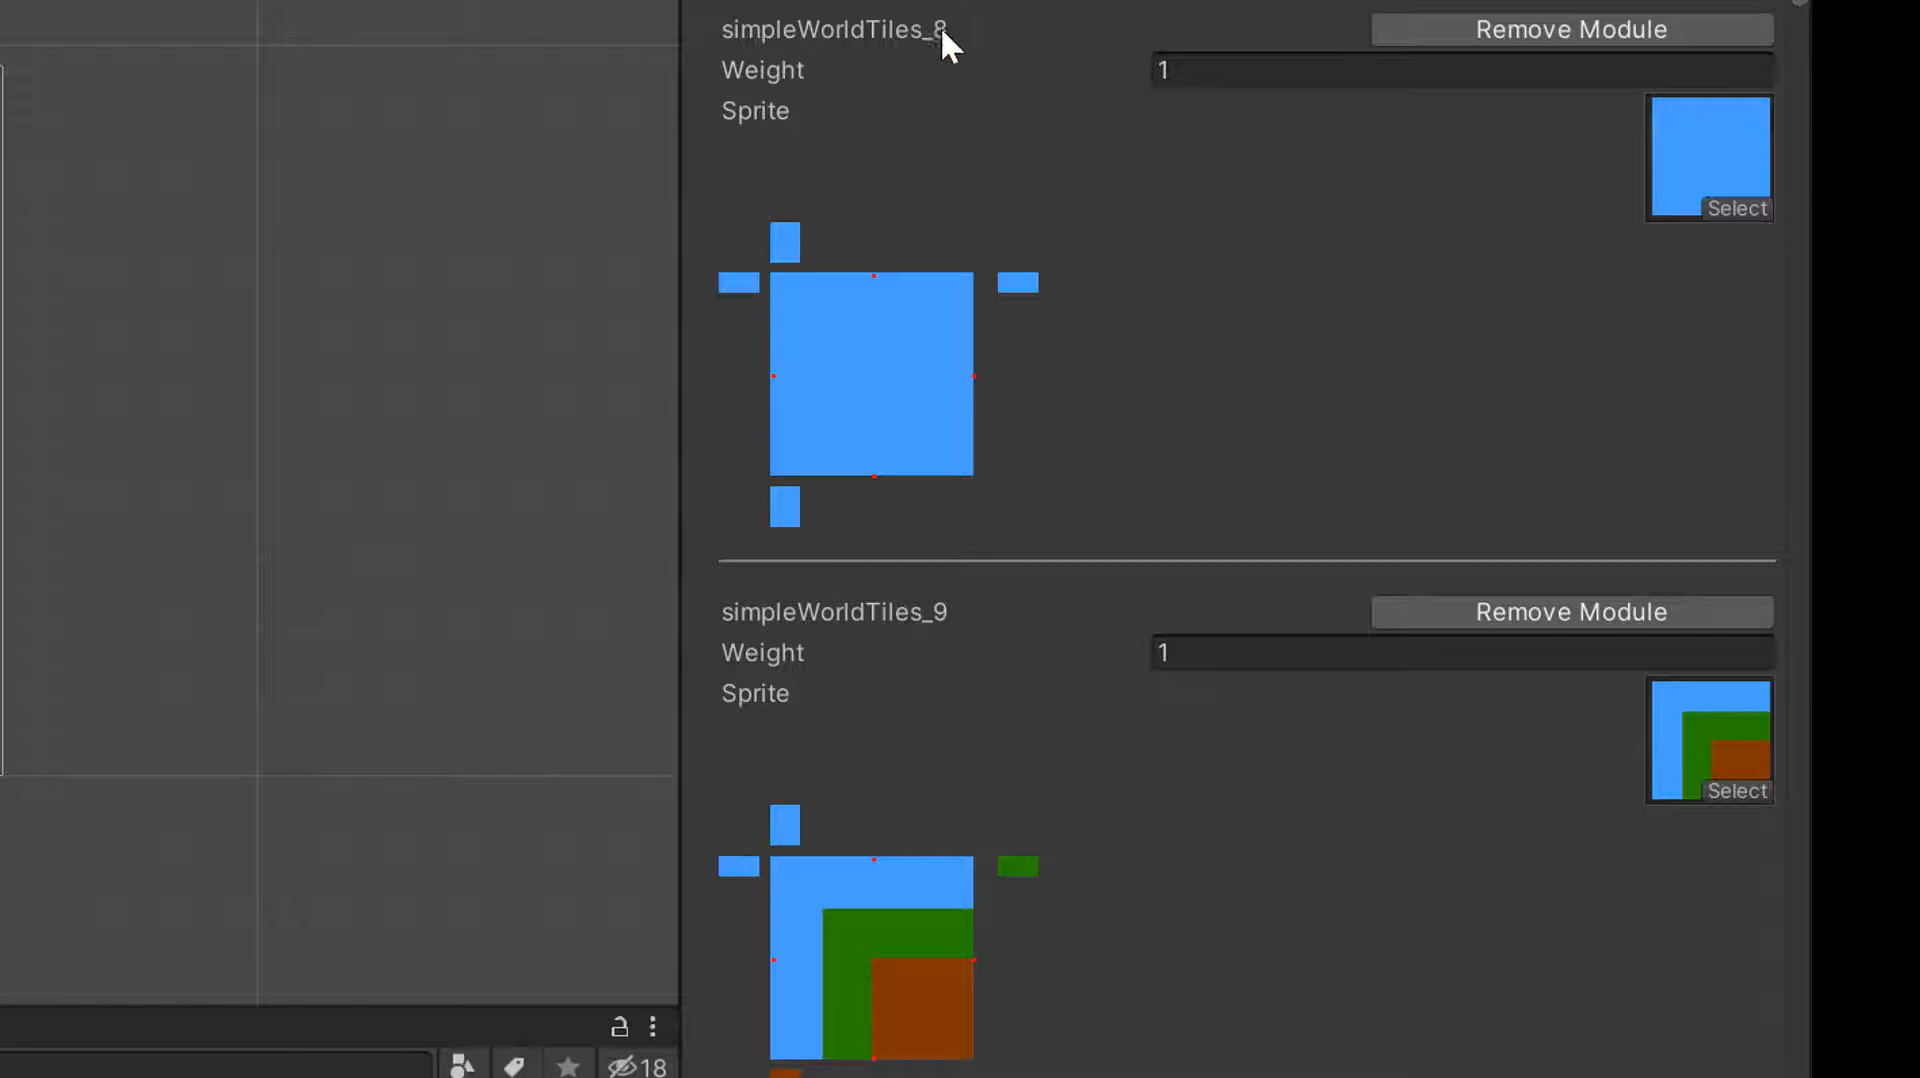 simpleWorldTiles_8 Remove Module
Weight 1
Sprite
Select
simpleWorldTiles_9 Remove Module
Weight 1
Sprite
Select
18